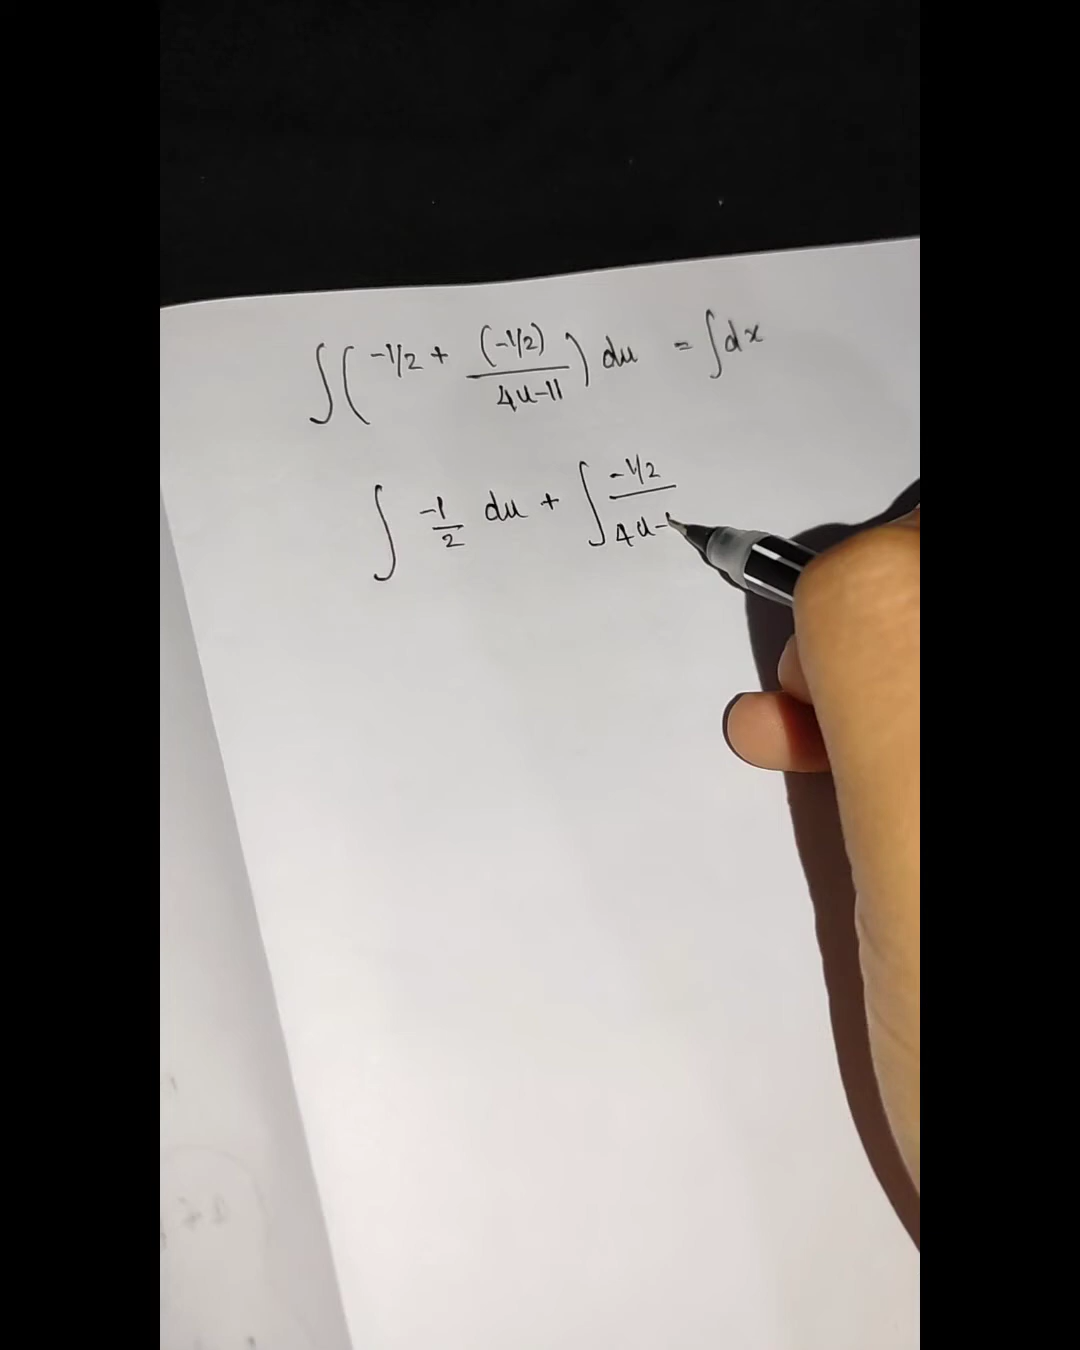 ∫(-1/2 + (-1/2)/(4u-11)) du = ∫dx
∫ -1/2 du + ∫ -1/2/(4u-